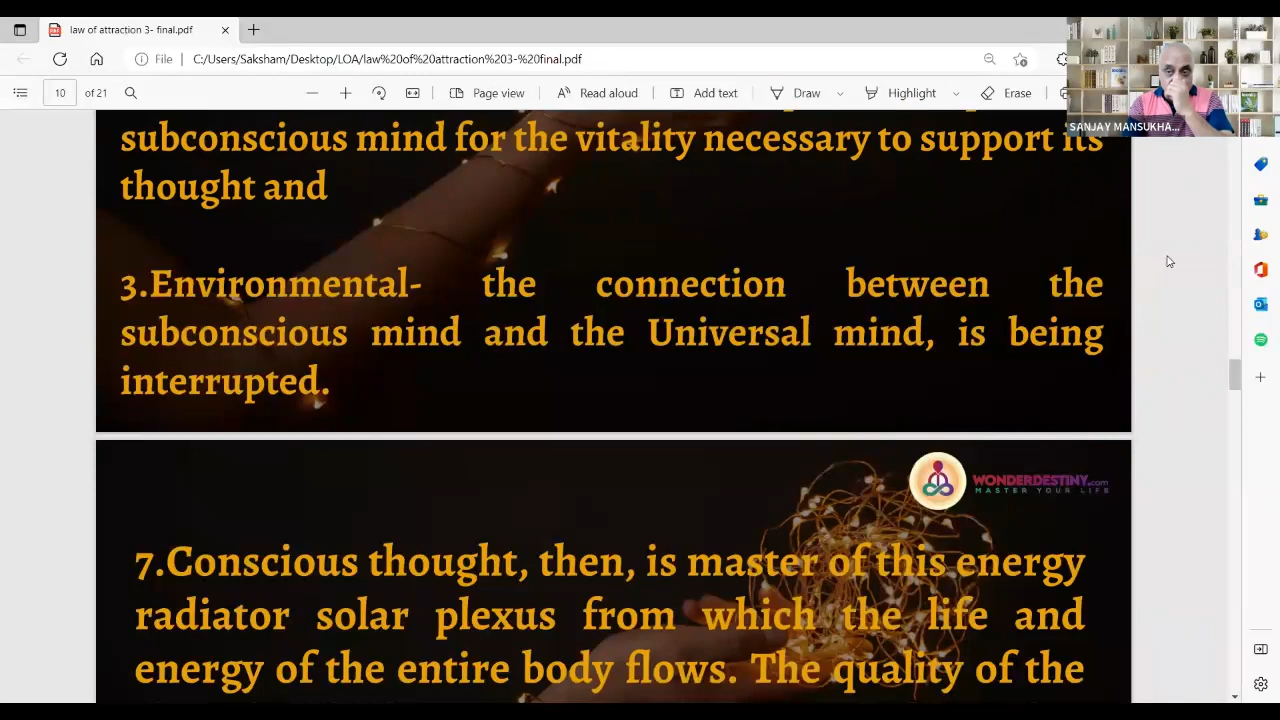 law of attraction 3- final.pdf
File
C:/Users/Saksham/Desktop/LOA/law%20of%20attraction%203-%20final.pdf
10 of 21
Page view
Read aloud
Add text
Draw
Highlight
Erase
SANJAY MANSUKHA...
subconscious mind for the vitality necessary to support its
thought and
3.Environmental- the connection between the
subconscious mind and the Universal mind, is being
interrupted.
WONDERDESTINY.com
MASTER YOUR LIFE
7.Conscious thought, then, is master of this energy
radiator solar plexus from which the life and
energy of the entire body flows. The quality of the